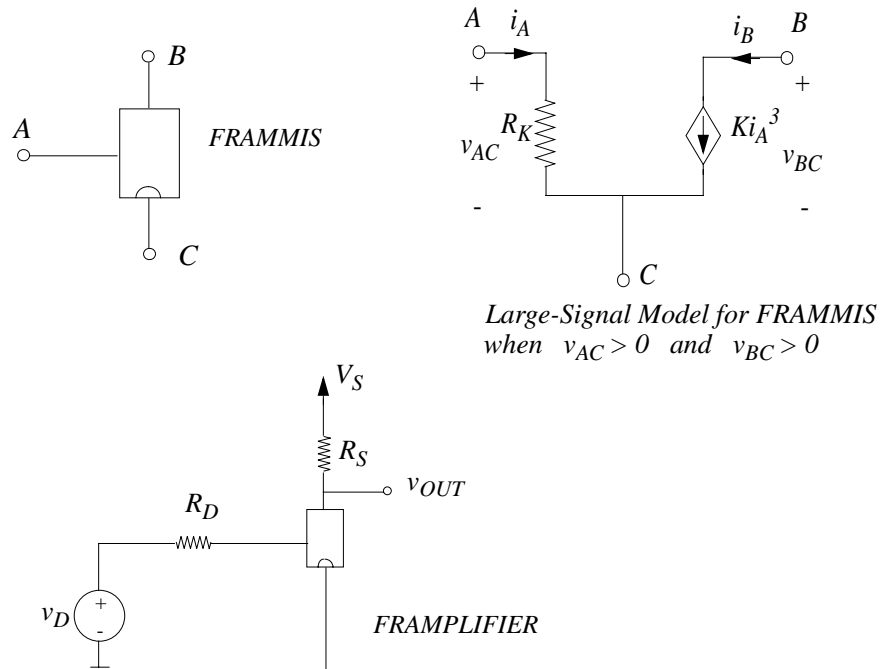 A
B
C
FRAMMIS
A
i_A
i_B
B
+
v_AC
-
R_K
Ki_A^3
+
v_BC
-
C
Large-Signal Model for FRAMMIS
when v_AC > 0 and v_BC > 0
V_S
R_S
v_OUT
R_D
v_D
+
-
FRAMPLIFIER